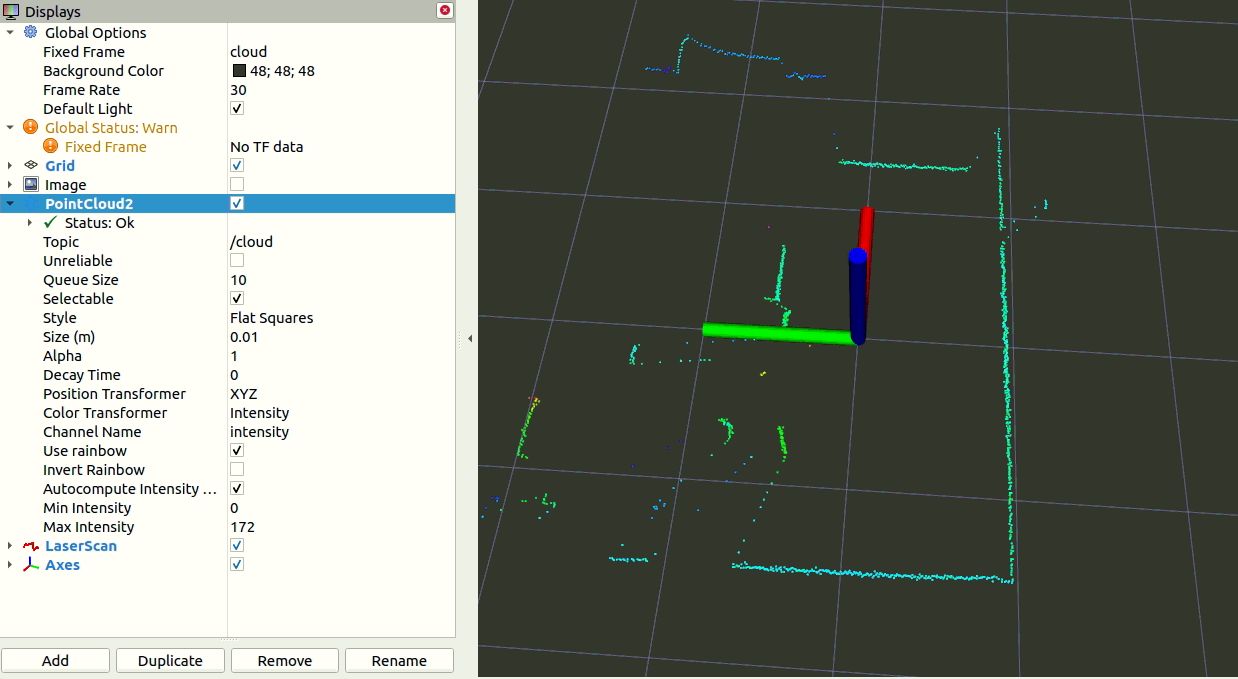 Displays
Global Options
Fixed Frame cloud
Background Color 48; 48; 48
Frame Rate 30
Default Light
Global Status: Warn
Fixed Frame No TF data
Grid
Image
PointCloud2
Status: Ok
Topic /cloud
Unreliable
Queue Size 10
Selectable
Style Flat Squares
Size (m) 0.01
Alpha 1
Decay Time 0
Position Transformer XYZ
Color Transformer Intensity
Channel Name intensity
Use rainbow
Invert Rainbow
Autocompute Intensity ...
Min Intensity 0
Max Intensity 172
LaserScan
Axes
Add Duplicate Remove Rename